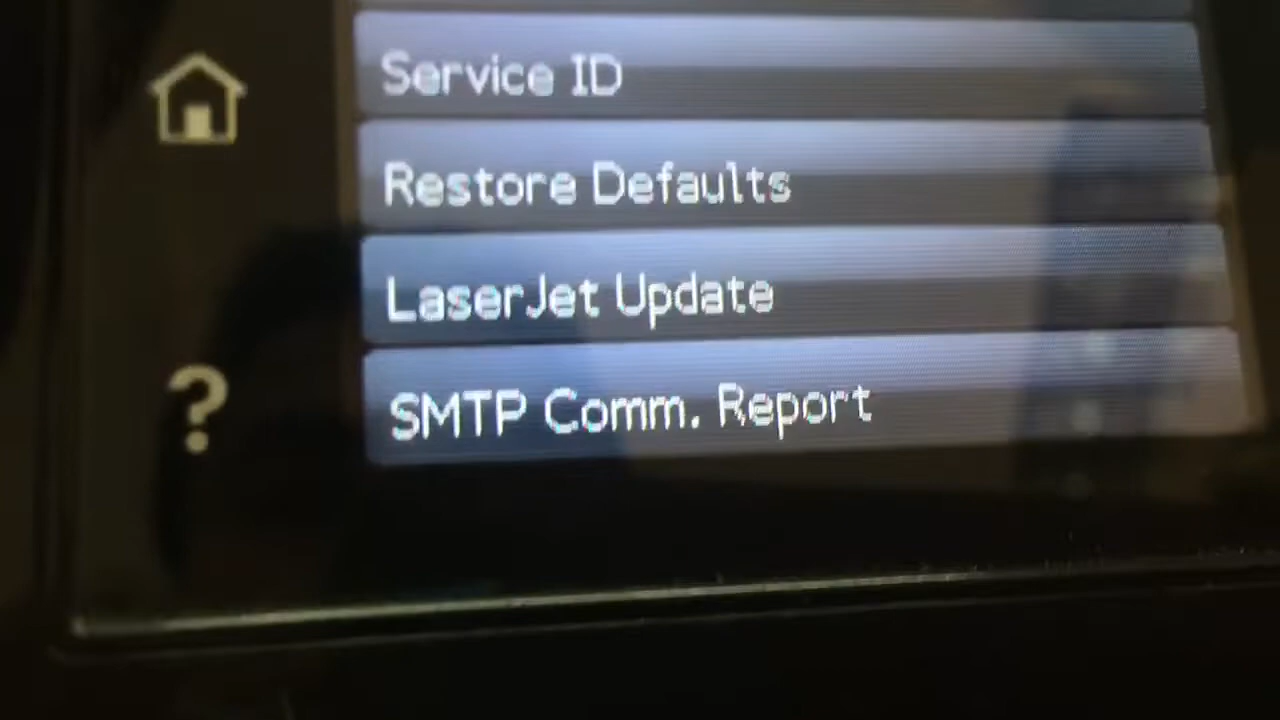 Service ID
Restore Defaults
LaserJet Update
SMTP Comm. Report
?